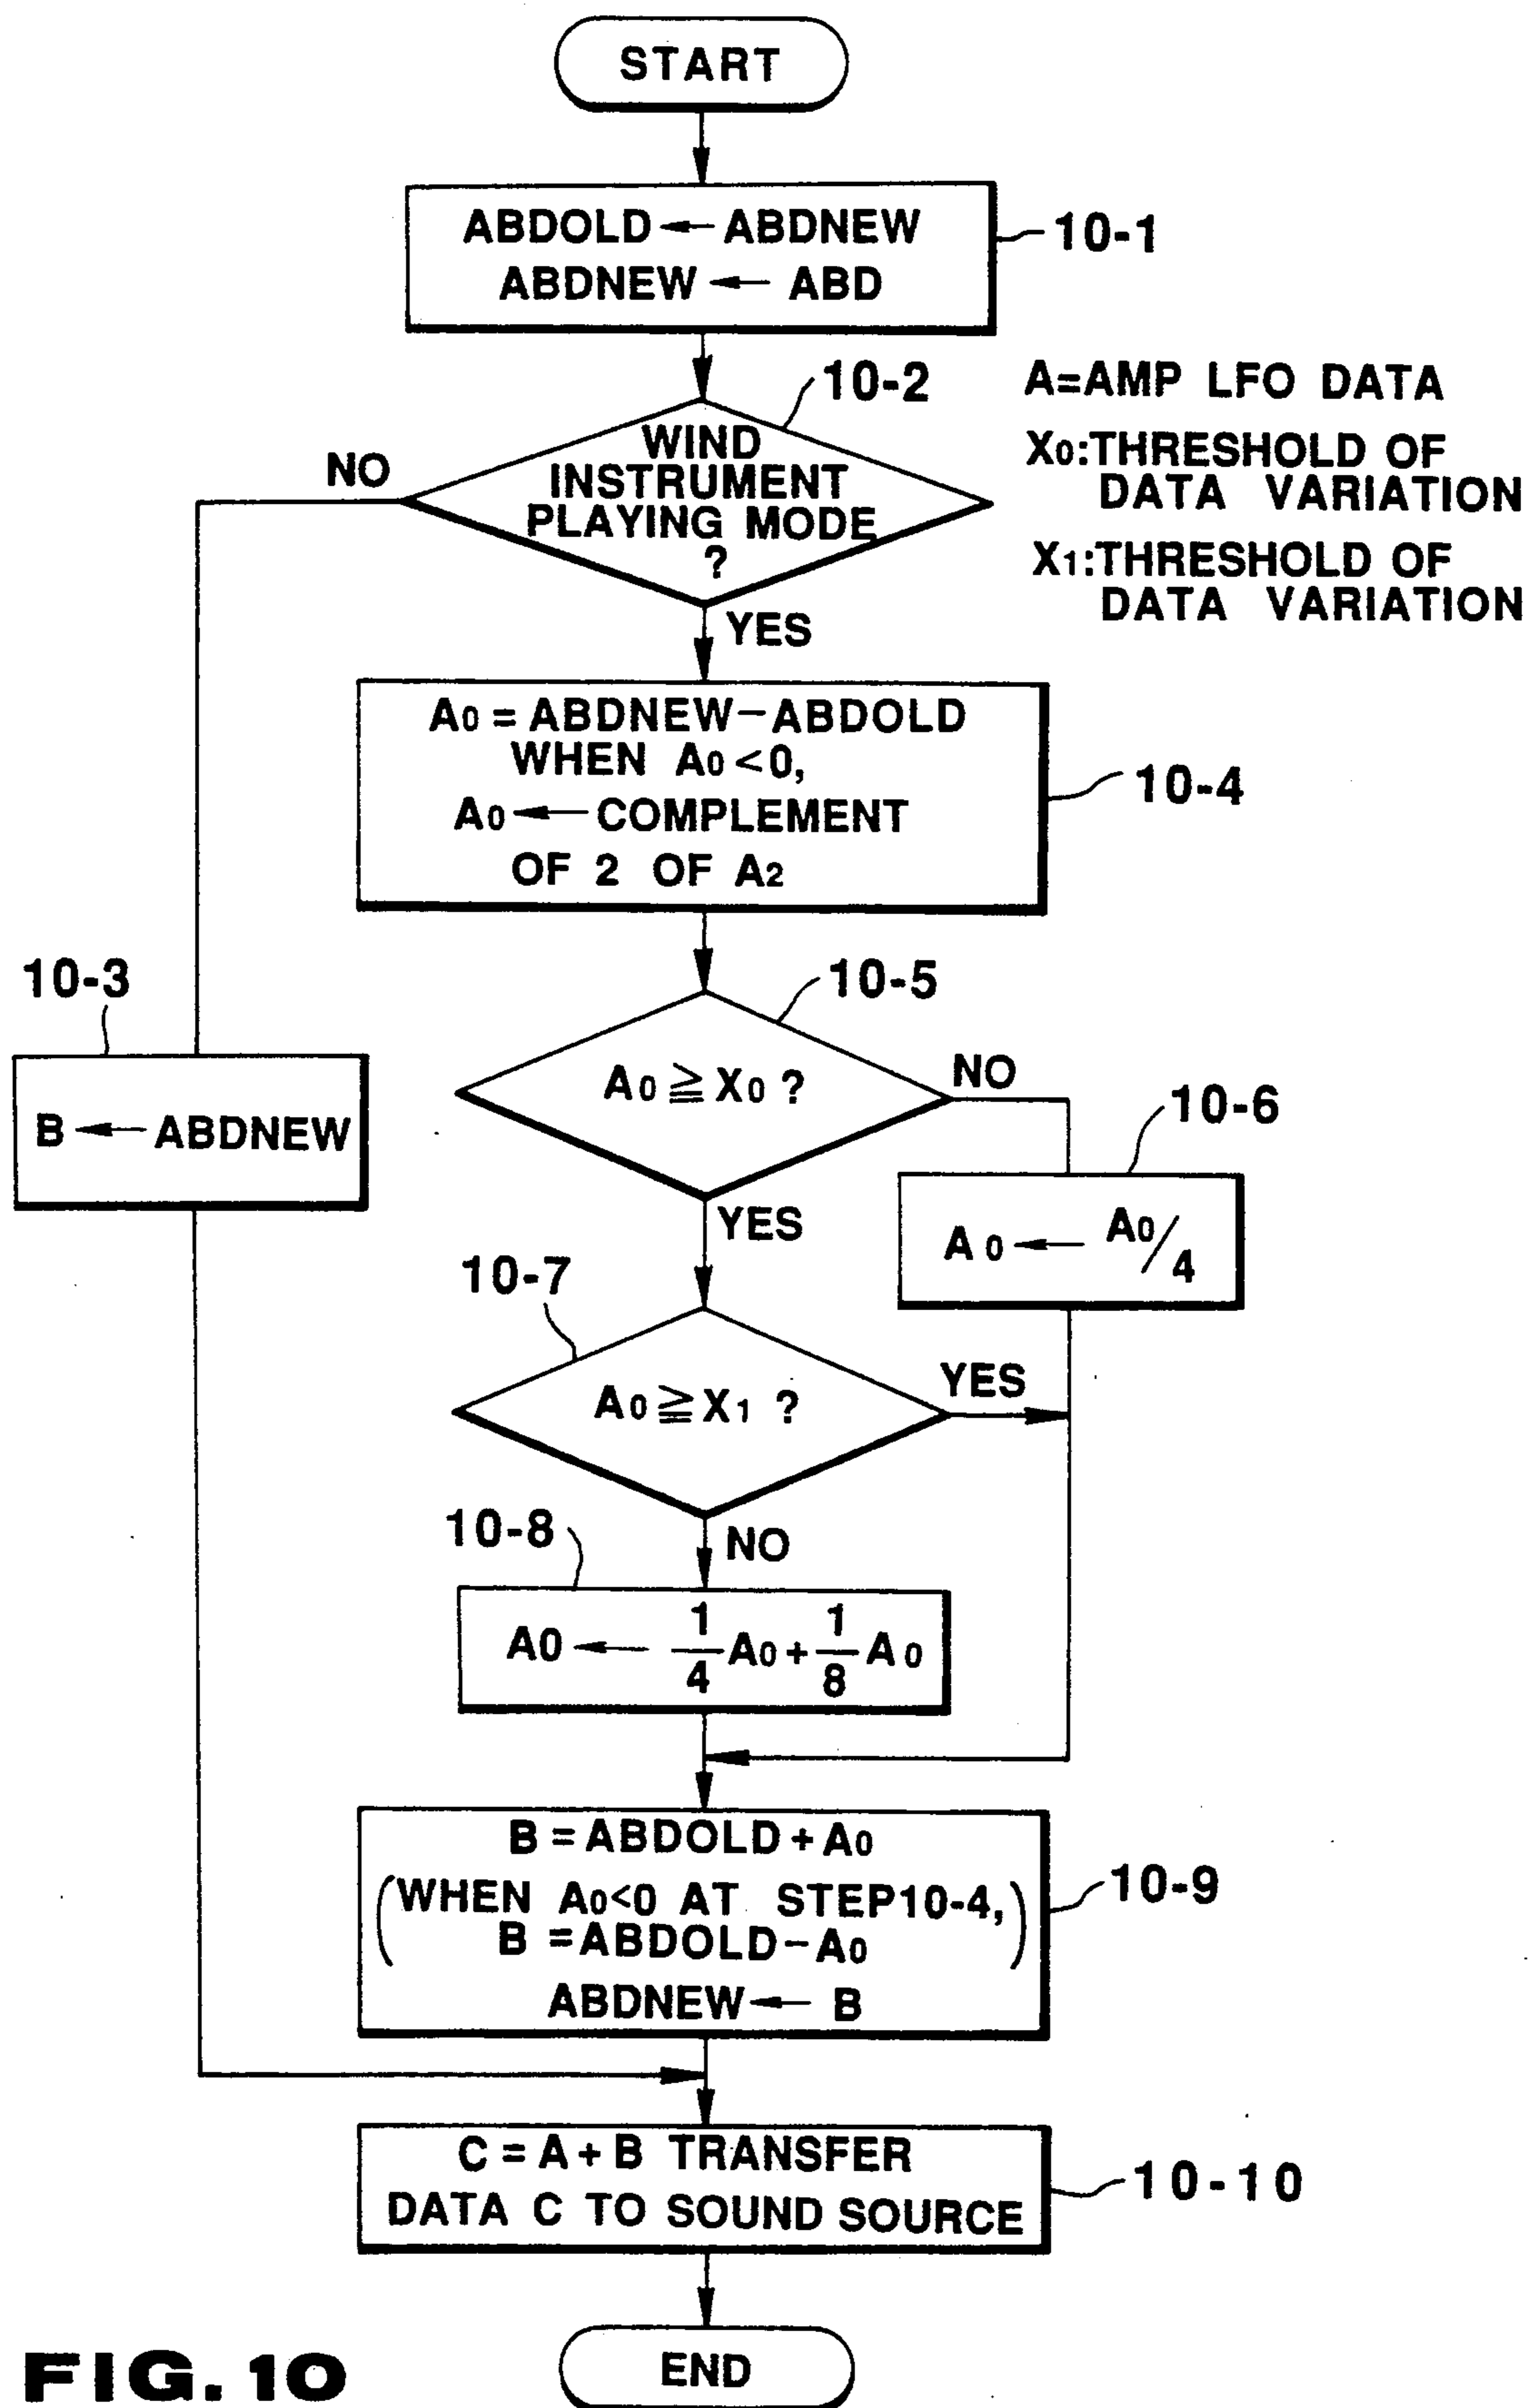 START
ABDOLD ← ABDNEW
ABDNEW ← ABD
10-1
10-2
A=AMP LFO DATA
X0:THRESHOLD OF
DATA VARIATION
X1:THRESHOLD OF
DATA VARIATION
WIND
INSTRUMENT
PLAYING MODE
?
NO
YES
A0 = ABDNEW-ABDOLD
WHEN A0<0,
A0 ← COMPLEMENT
OF 2 OF A2
10-4
10-3
B ← ABDNEW
10-5
A0 ≧ X0 ?
NO
YES
10-6
A0 ← A0/4
10-7
A0 ≧ X1 ?
YES
NO
10-8
A0 ← 1/4 A0 + 1/8 A0
B = ABDOLD + A0
(WHEN A0<0 AT STEP10-4,
B = ABDOLD-A0)
ABDNEW ← B
10-9
C = A + B TRANSFER
DATA C TO SOUND SOURCE
10-10
END
FIG. 10